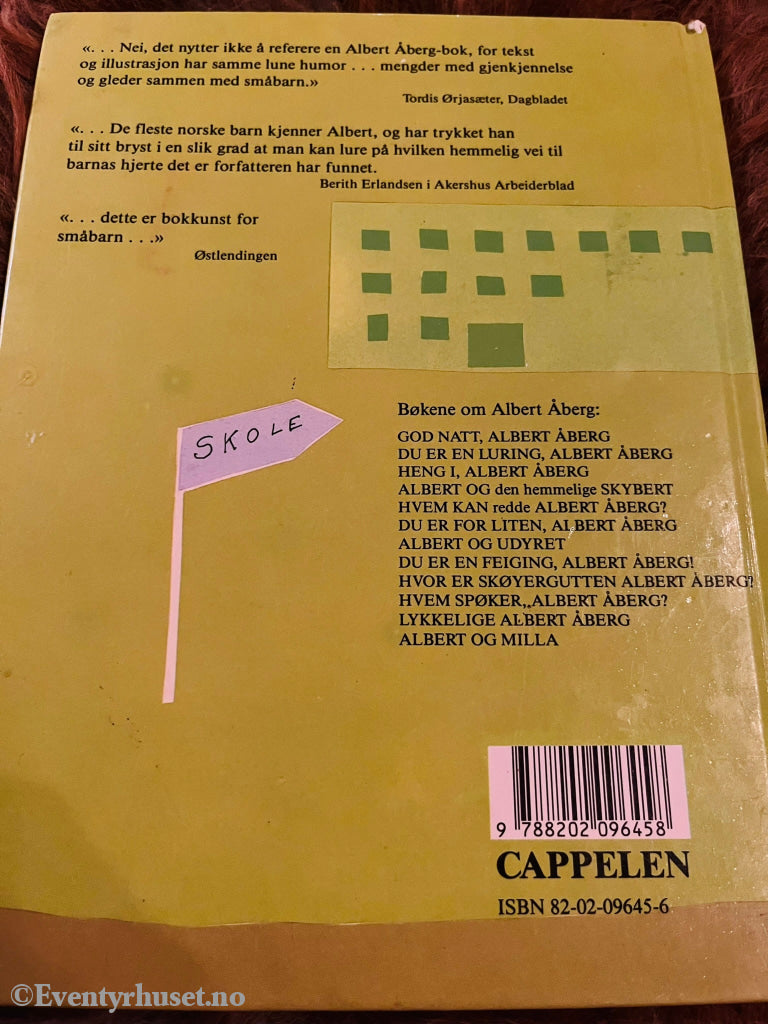 «. . . Nei, det nytter ikke å referere en Albert Åberg-bok, for tekst
og illustrasjon har samme lune humor . . . mengder med gjenkjennelse
og gleder sammen med småbarn.»
Tordis Ørjasæter, Dagbladet
«. . . De fleste norske barn kjenner Albert, og har trykket han
til sitt bryst i en slik grad at man kan lure på hvilken hemmelig vei til
barnas hjerte det er forfatteren har funnet.
Berith Erlandsen i Akershus Arbeiderblad
«. . . dette er bokkunst for
småbarn . . .»
Østlendingen
SKOLE
Bøkene om Albert Åberg:
GOD NATT, ALBERT ÅBERG
DU ER EN LURING, ALBERT ÅBERG
HENG I, ALBERT ÅBERG
ALBERT OG den hemmelige SKYBERT
HVEM KAN redde ALBERT ÅBERG?
DU ER FOR LITEN, ALBERT ÅBERG
ALBERT OG UDYRET
DU ER EN FEIGING, ALBERT ÅBERG!
HVOR ER SKØYERGUTTEN ALBERT ÅBERG?
HVEM SPØKER, ALBERT ÅBERG?
LYKKELIGE ALBERT ÅBERG
ALBERT OG MILLA
9 788202 096458
CAPPELEN
ISBN 82-02-09645-6
©Eventyrhuset.no